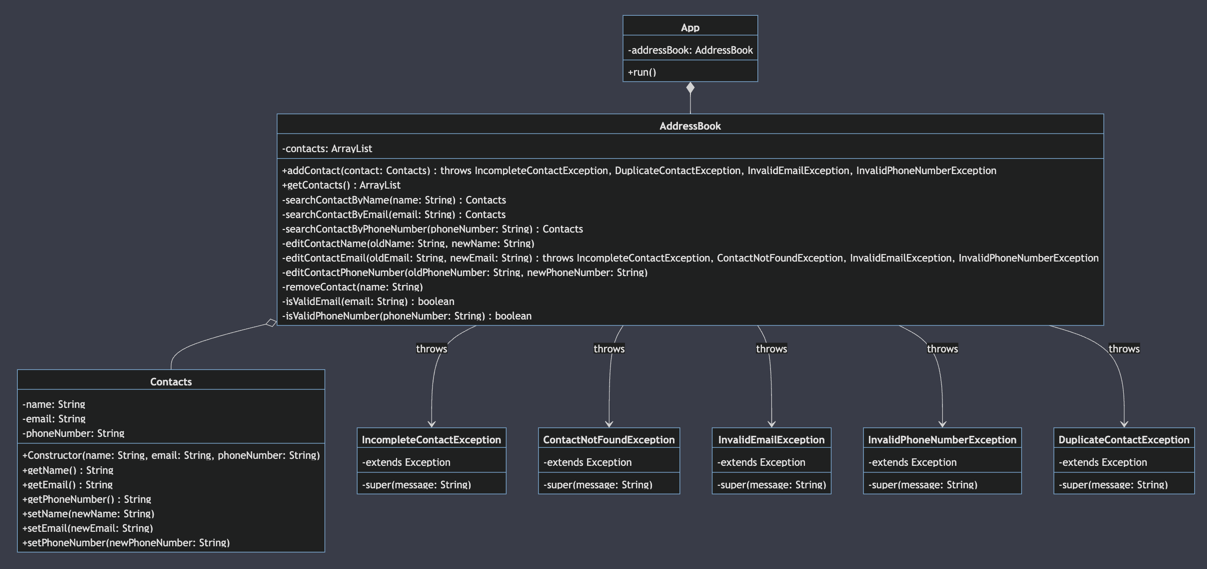 App
-addressBook: AddressBook
+run()
AddressBook
-contacts: ArrayList
+addContact(contact: Contacts) : throws IncompleteContactException, DuplicateContactException, InvalidEmailException, InvalidPhoneNumberException
+getContacts() : ArrayList
-searchContactByName(name: String) : Contacts
-searchContactByEmail(email: String) : Contacts
-searchContactByPhoneNumber(phoneNumber: String) : Contacts
-editContactName(oldName: String, newName: String)
-editContactEmail(oldEmail: String, newEmail: String) : throws IncompleteContactException, ContactNotFoundException, InvalidEmailException, InvalidPhoneNumberException
-editContactPhoneNumber(oldPhoneNumber: String, newPhoneNumber: String)
-removeContact(name: String)
-isValidEmail(email: String) : boolean
-isValidPhoneNumber(phoneNumber: String) : boolean
throws
throws
throws
throws
throws
Contacts
-name: String
-email: String
-phoneNumber: String
+Constructor(name: String, email: String, phoneNumber: String)
+getName() : String
+getEmail() : String
+getPhoneNumber() : String
+setName(newName: String)
+setEmail(newEmail: String)
+setPhoneNumber(newPhoneNumber: String)
IncompleteContactException
-extends Exception
-super(message: String)
ContactNotFoundException
-extends Exception
-super(message: String)
InvalidEmailException
-extends Exception
-super(message: String)
InvalidPhoneNumberException
-extends Exception
-super(message: String)
DuplicateContactException
-extends Exception
-super(message: String)